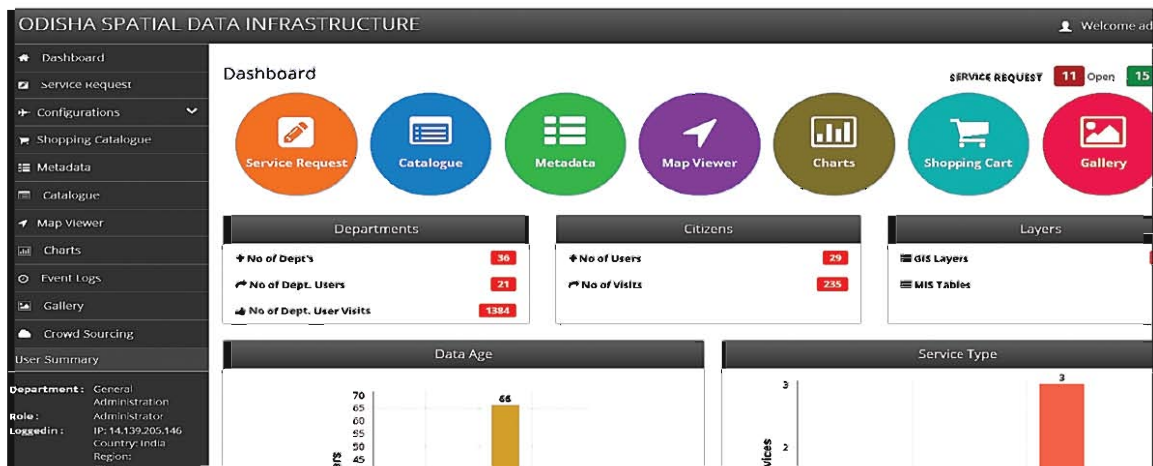 ODISHA SPATIAL DATA INFRASTRUCTURE
Welcome ad
Dashboard
Service Request
Configurations
Shopping Catalogue
Metadata
Catalogue
Map Viewer
Charts
Event Logs
Gallery
Crowd Sourcing
User Summary
Department : General Administration
Role : Administrator
Loggedin : IP: 14.139.205.146
Country: India
Region:
Dashboard
SERVICE REQUEST 11 Open 15
Service Request
Catalogue
Metadata
Map Viewer
Charts
Shopping Cart
Gallery
Departments
No of Dept's 36
No of Dept. Users 21
No of Dept. User Visits 1384
Citizens
No of Users 29
No of Visits 235
Layers
GIS Layers
MIS Tables
Data Age
70
65
60
55
50
45
66
Service Type
3
2
3